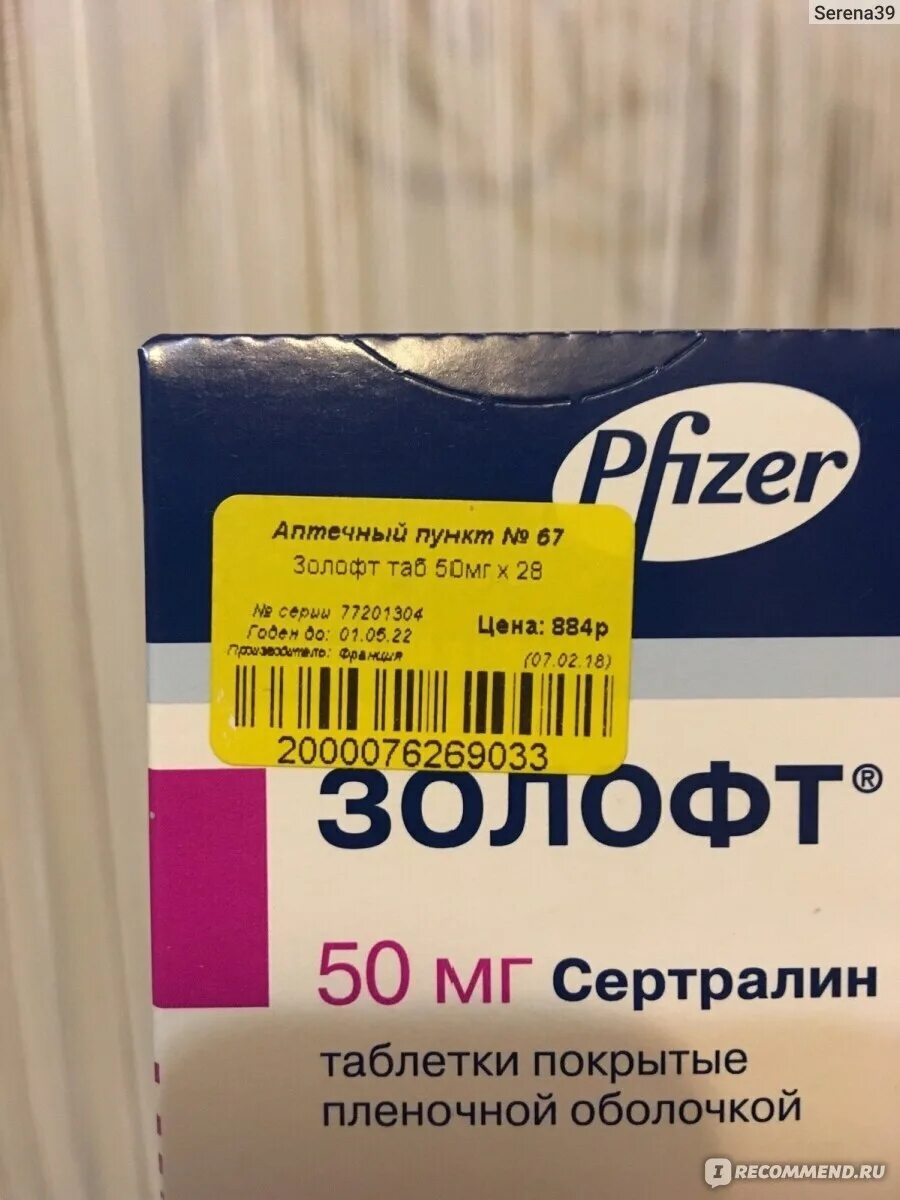 Serena39
Pfizer
Аптечный пункт № 67
Золофт таб 50мг х 28
№ серии 77201304
Годен до: 01.05.22
Цена: 884р
Производитель: Франция
(07.02.18)
2000076269033
ЗОЛОФТ®
50 мг Сертралин
таблетки покрытые
пленочной оболочкой
I RECOMMEND.RU